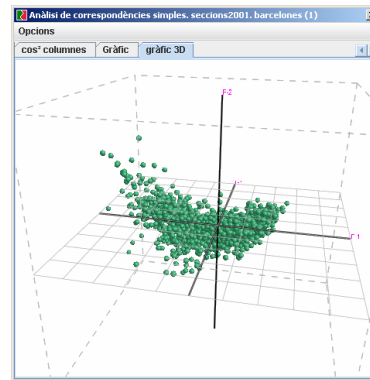 Anàlisi de correspondències simples. seccions2001. barcelones (1)
Opcions
cos² columnes Gràfic gràfic 3D
F-2
F-1